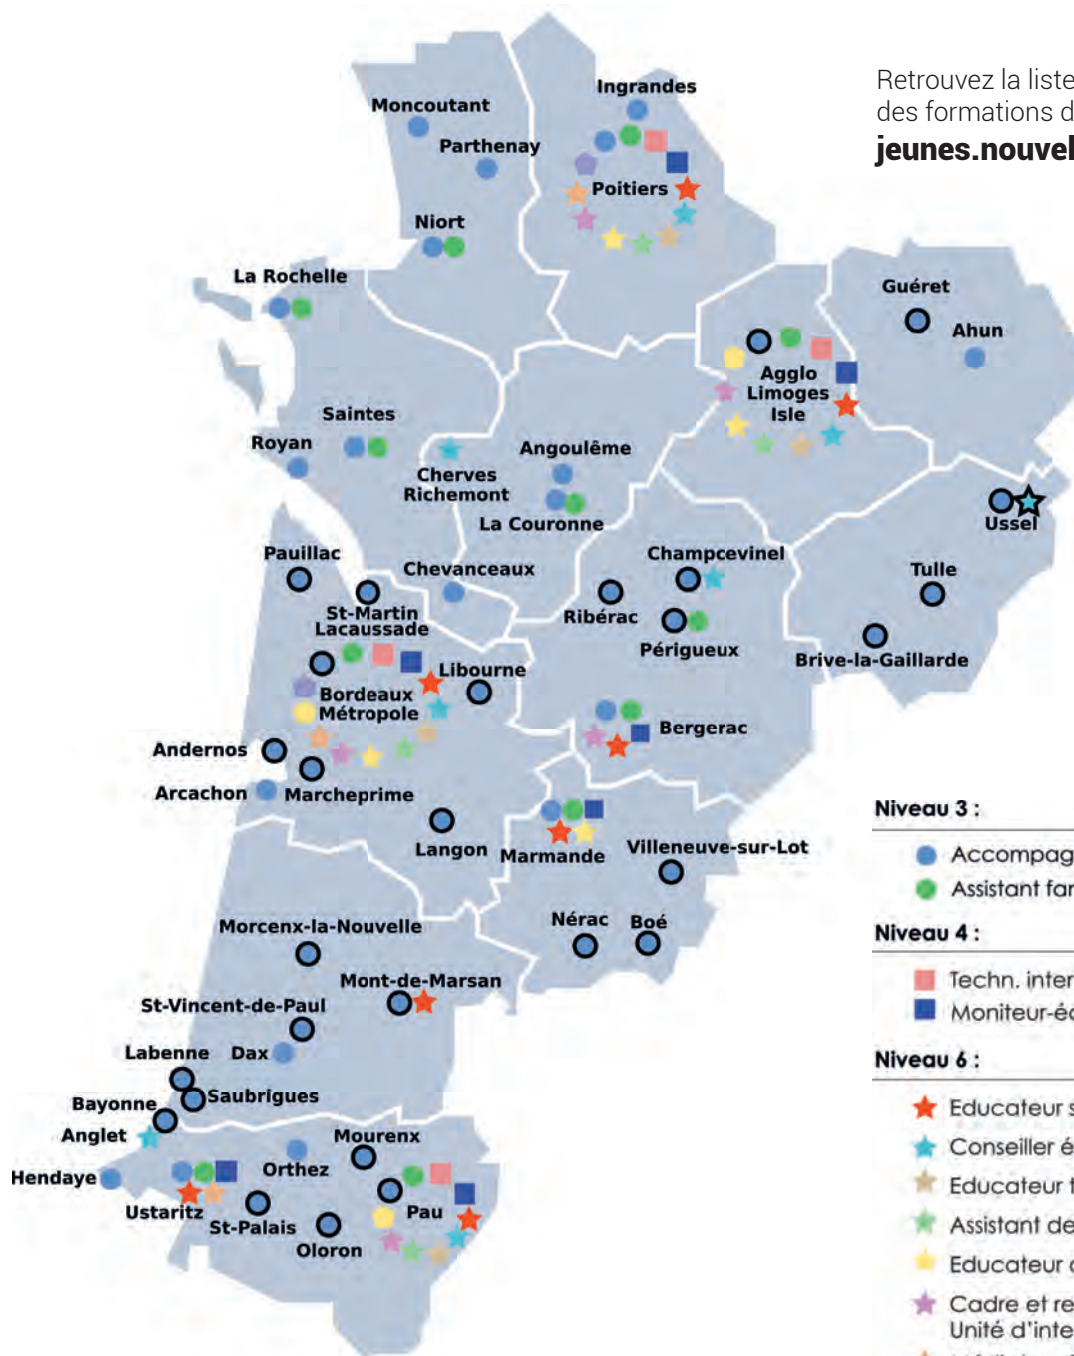 Retrouvez la liste
des formations d
jeunes.nouvel
Ingrandes
Moncoutant
Parthenay
Poitiers
Niort
La Rochelle
Guéret
Ahun
Agglo
Limoges
Isle
Saintes
Royan
Angoulême
Cherves
Richemont
La Couronne
Ussel
Pauillac
Chevanceaux
Champcevinel
Tulle
St-Martin
Lacaussade
Ribérac
Périgueux
Brive-la-Gaillarde
Libourne
Bordeaux
Métropole
Bergerac
Andernos
Arcachon
Marcheprime
Langon
Marmande
Villeneuve-sur-Lot
Nérac
Boé
Morcenx-la-Nouvelle
Mont-de-Marsan
St-Vincent-de-Paul
Labenne
Dax
Saubrigues
Bayonne
Anglet
Mourenx
Hendaye
Orthez
Ustaritz
St-Palais
Pau
Oloron
Niveau 3 :
Accompag
Assistant fa
Niveau 4 :
Techn. inter
Moniteur-éd
Niveau 6 :
Educateur s
Conseiller é
Educateur t
Assistant de
Educateur
Cadre et re
Unité d'inte